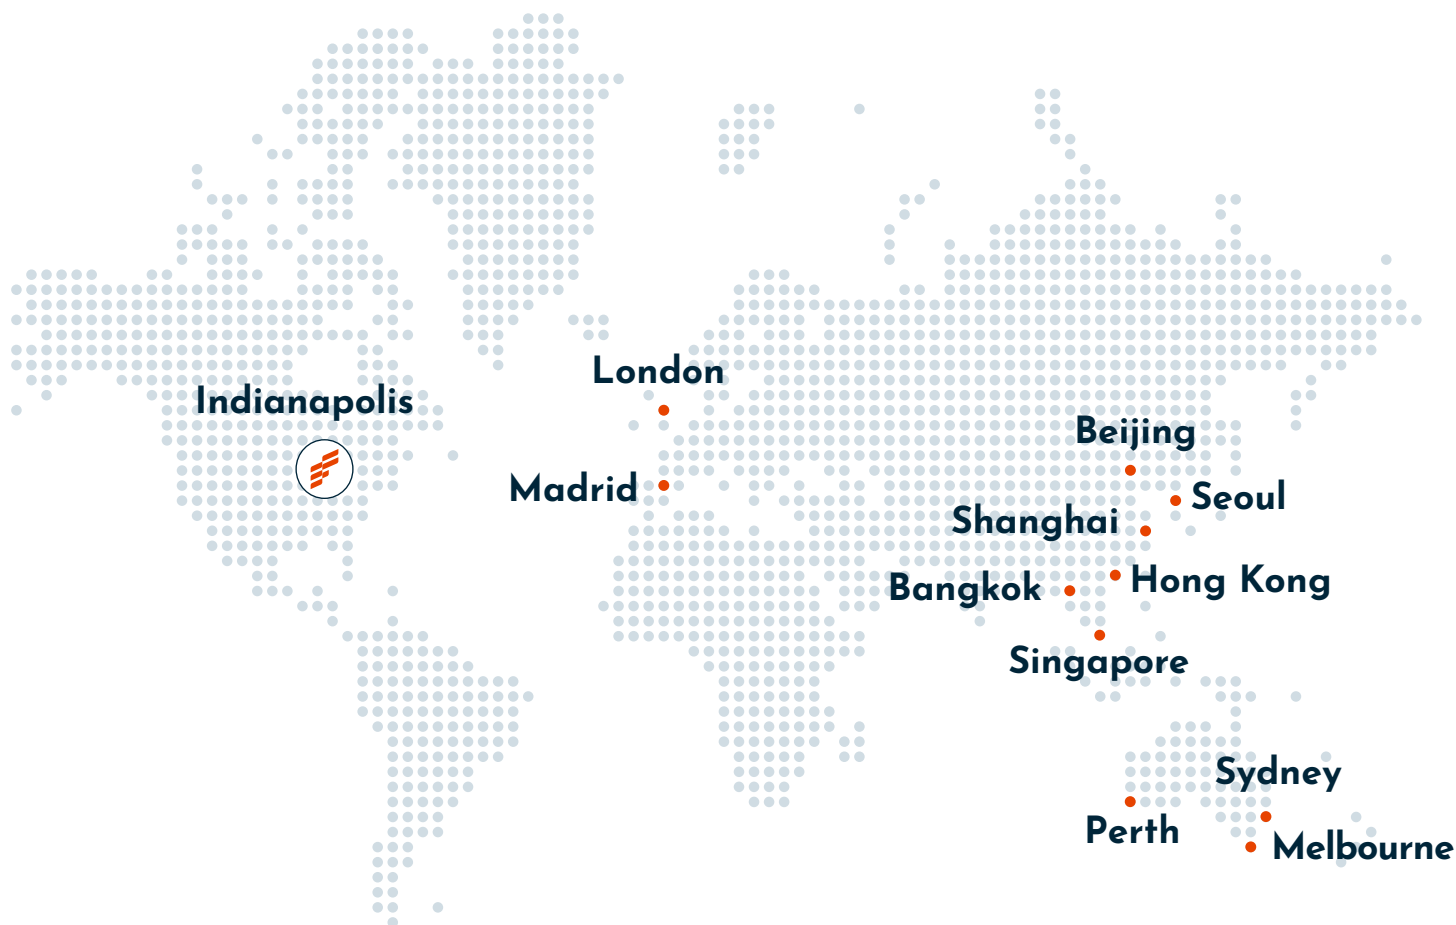 London
Indianapolis
Beijing
Madrid
Seoul
Shanghai
Bangkok
Hong Kong
Singapore
Sydney
Perth
Melbourne